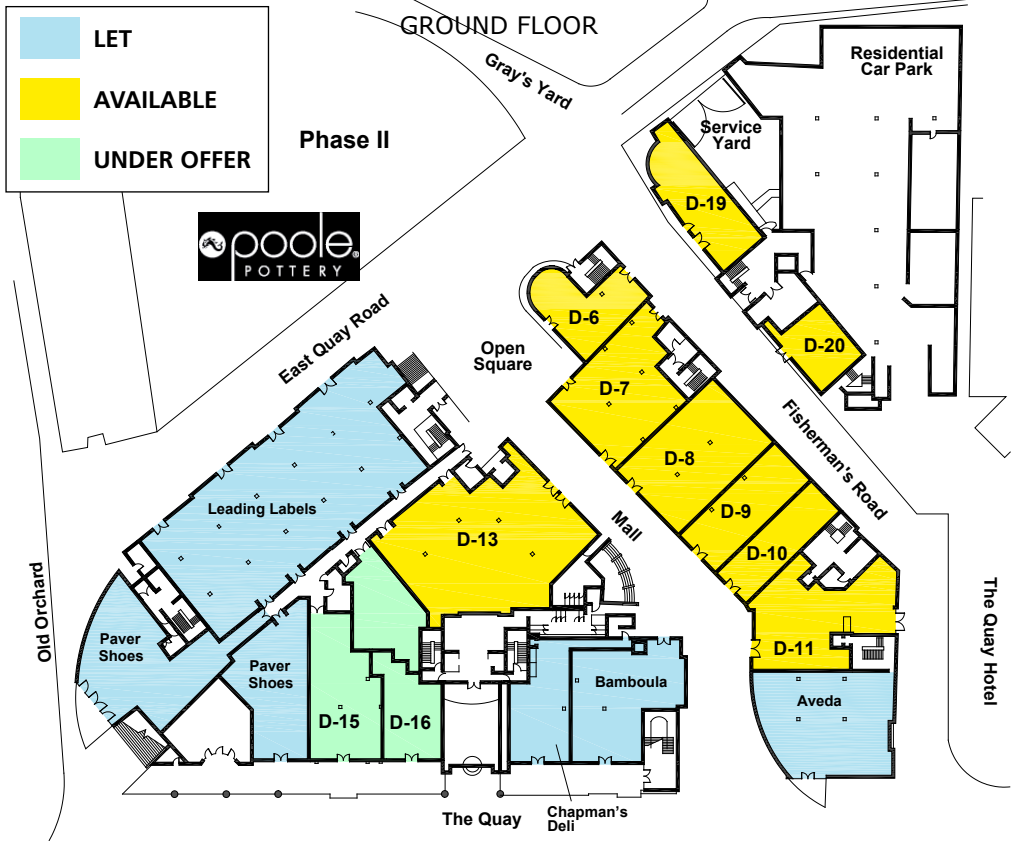 GROUND FLOOR
LET
AVAILABLE
UNDER OFFER
Phase II
Gray's Yard
Residential
Car Park
Service
Yard
poole®
POTTERY
D-19
D-20
D-6
D-7
D-8
D-9
D-10
D-11
East Quay Road
Open
Square
Fisherman's Road
Mall
Leading Labels
D-13
Old Orchard
Paver
Shoes
Paver
Shoes
D-15
D-16
Bamboula
Aveda
The Quay Hotel
The Quay
Chapman's
Deli